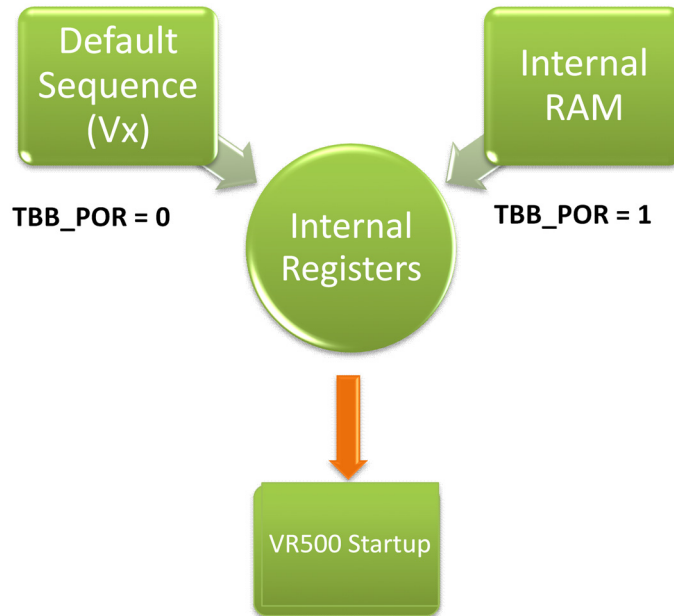 Default
Sequence
(Vx)
Internal
RAM
TBB_POR = 0
TBB_POR = 1
Internal
Registers
VR500 Startup